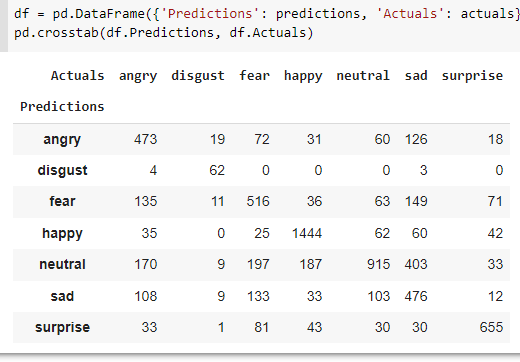 df = pd.DataFrame({'Predictions': predictions, 'Actuals': actuals}
pd.crosstab(df.Predictions, df.Actuals)
Actuals angry disgust fear happy neutral sad surprise
Predictions
angry 473 19 72 31 60 126 18
disgust 4 62 0 0 0 3 0
fear 135 11 516 36 63 149 71
happy 35 0 25 1444 62 60 42
neutral 170 9 197 187 915 403 33
sad 108 9 133 33 103 476 12
surprise 33 1 81 43 30 30 655